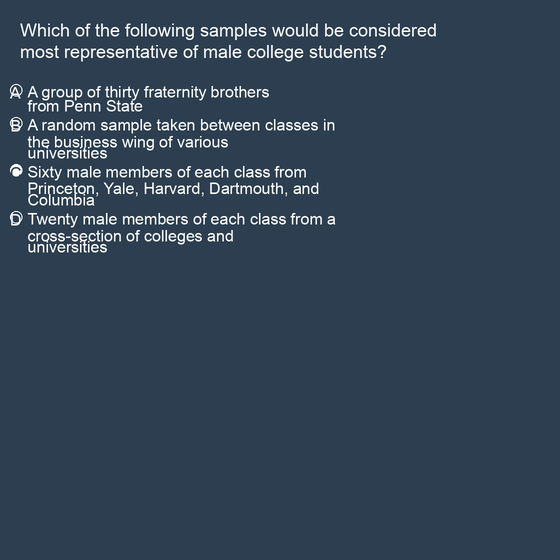 Which of the following samples would be considered
most representative of male college students?
A A group of thirty fraternity brothers
from Penn State
B A random sample taken between classes in
the business wing of various
universities
C Sixty male members of each class from
Princeton, Yale, Harvard, Dartmouth, and
Columbia
D Twenty male members of each class from a
cross-section of colleges and
universities